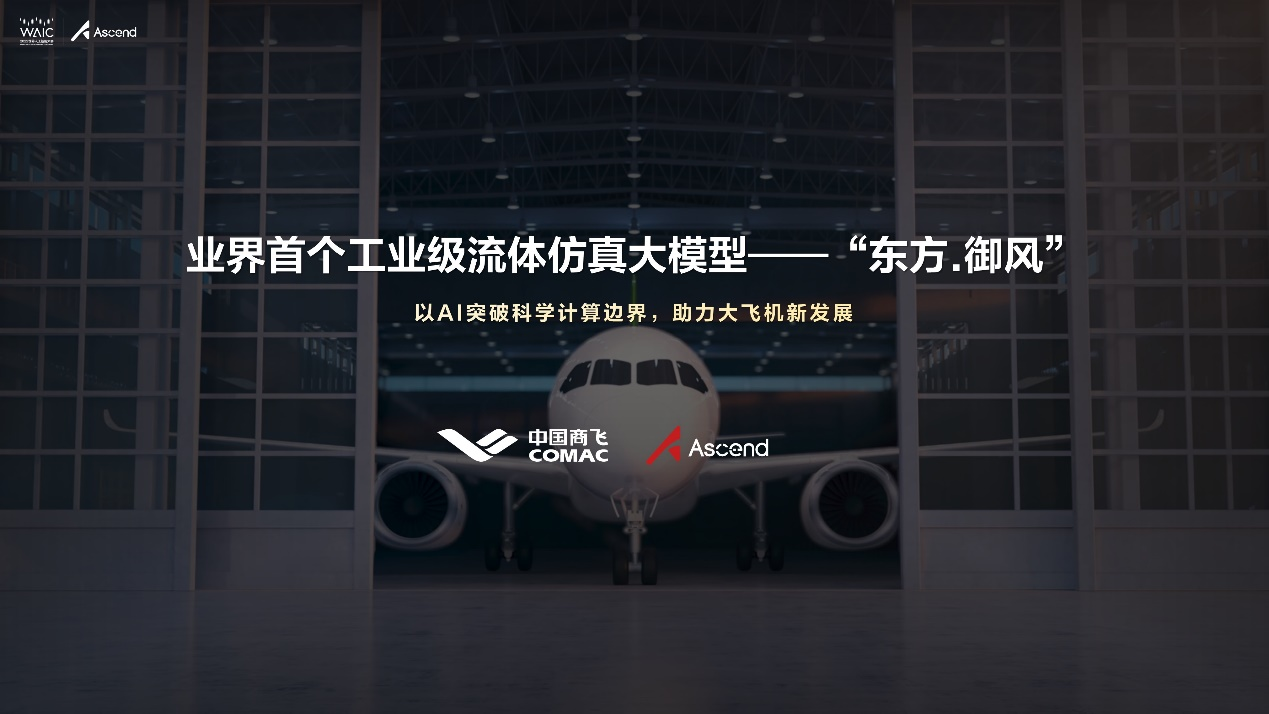 WAIC
Ascend
业界首个工业级流体仿真大模型——“东方.御风”
以AI突破科学计算边界，助力大飞机新发展
中国商飞
COMAC
Ascend